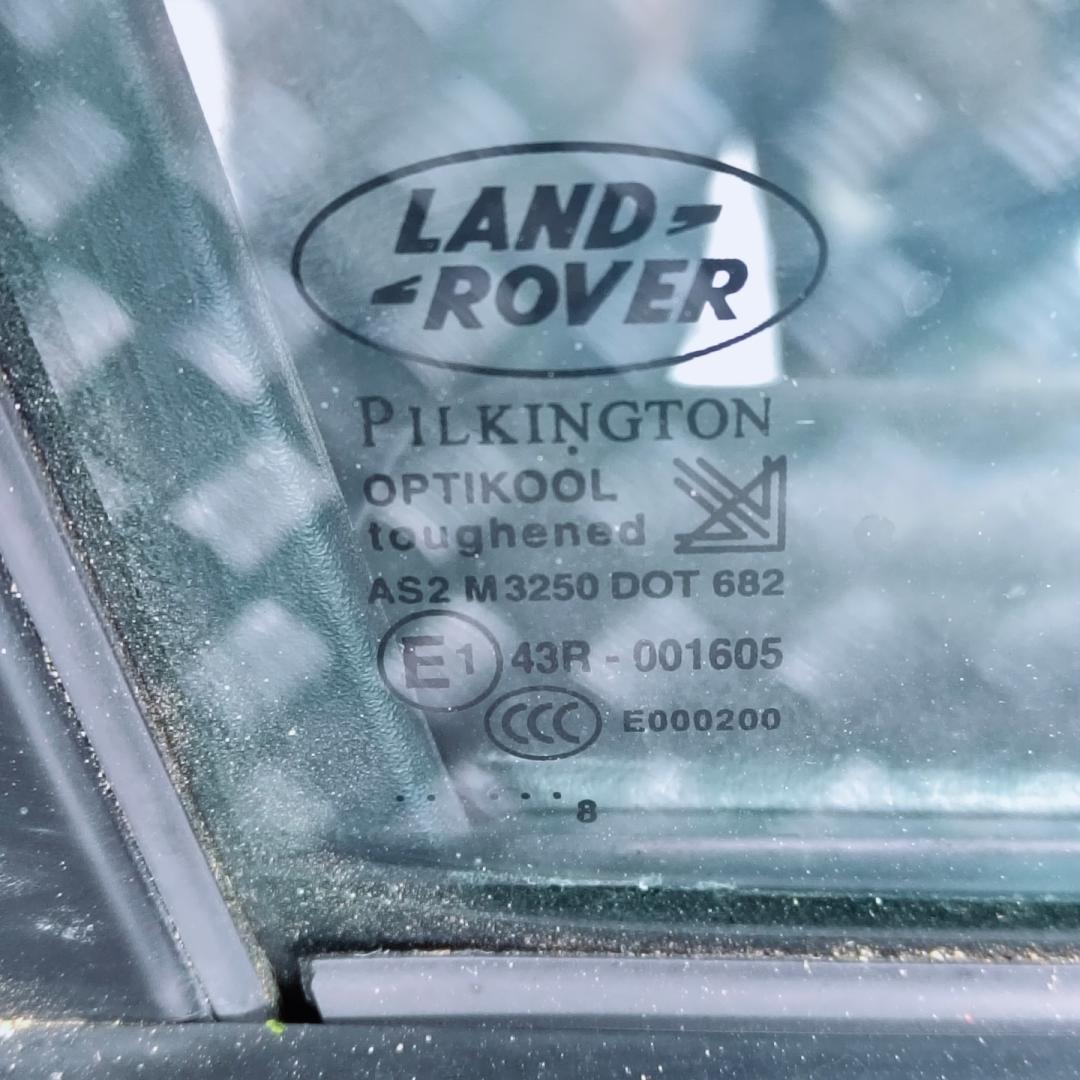 LAND
ROVER
PILKINGTON
OPTIKOOL
toughened
AS2 M3250 DOT 682
E1 43R - 001605
CCC E000200
. . . . . . 8